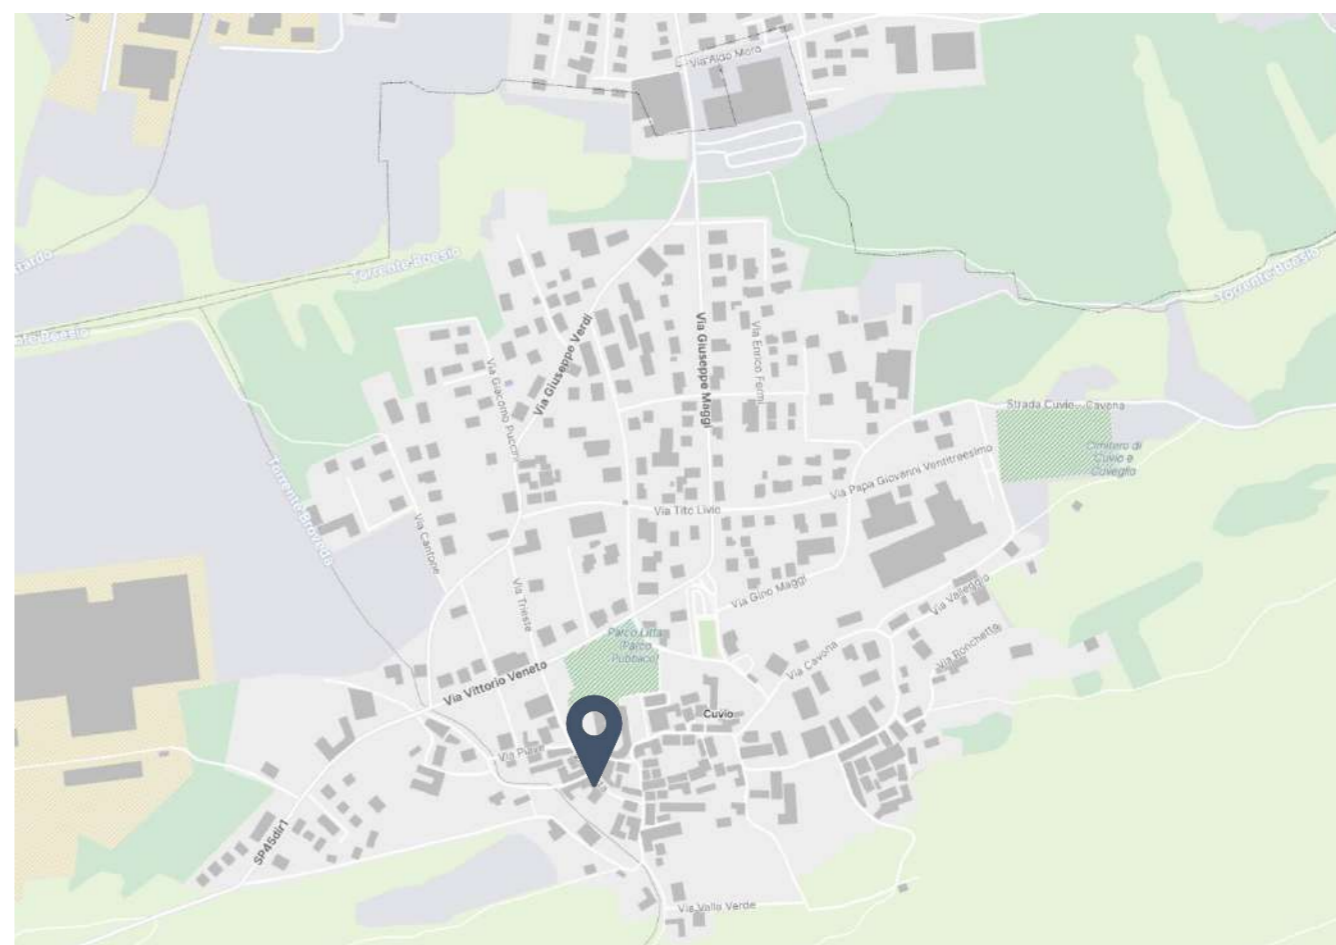 Via Aldo Moro
Torrente Boesio
Torrente Boesio
Via Giuseppe Verdi
Via Giuseppe Maggi
Via Enrico Fermi
Via Giacomo Puccini
Strada Cuvio - Cavona
Cimitero di
Cuvio e
Cuveglio
Via Papa Giovanni Ventitreesimo
Via Tito Livio
Torrente Broveda
Via Cantone
Via Trieste
Via Gino Maggi
Via Valleggio
Via Ronchetto
Parco Litta
(Parco
Pubblico)
Via Cavona
Via Vittorio Veneto
Cuvio
Via Piave
SP45dir1
Via Valle Verde